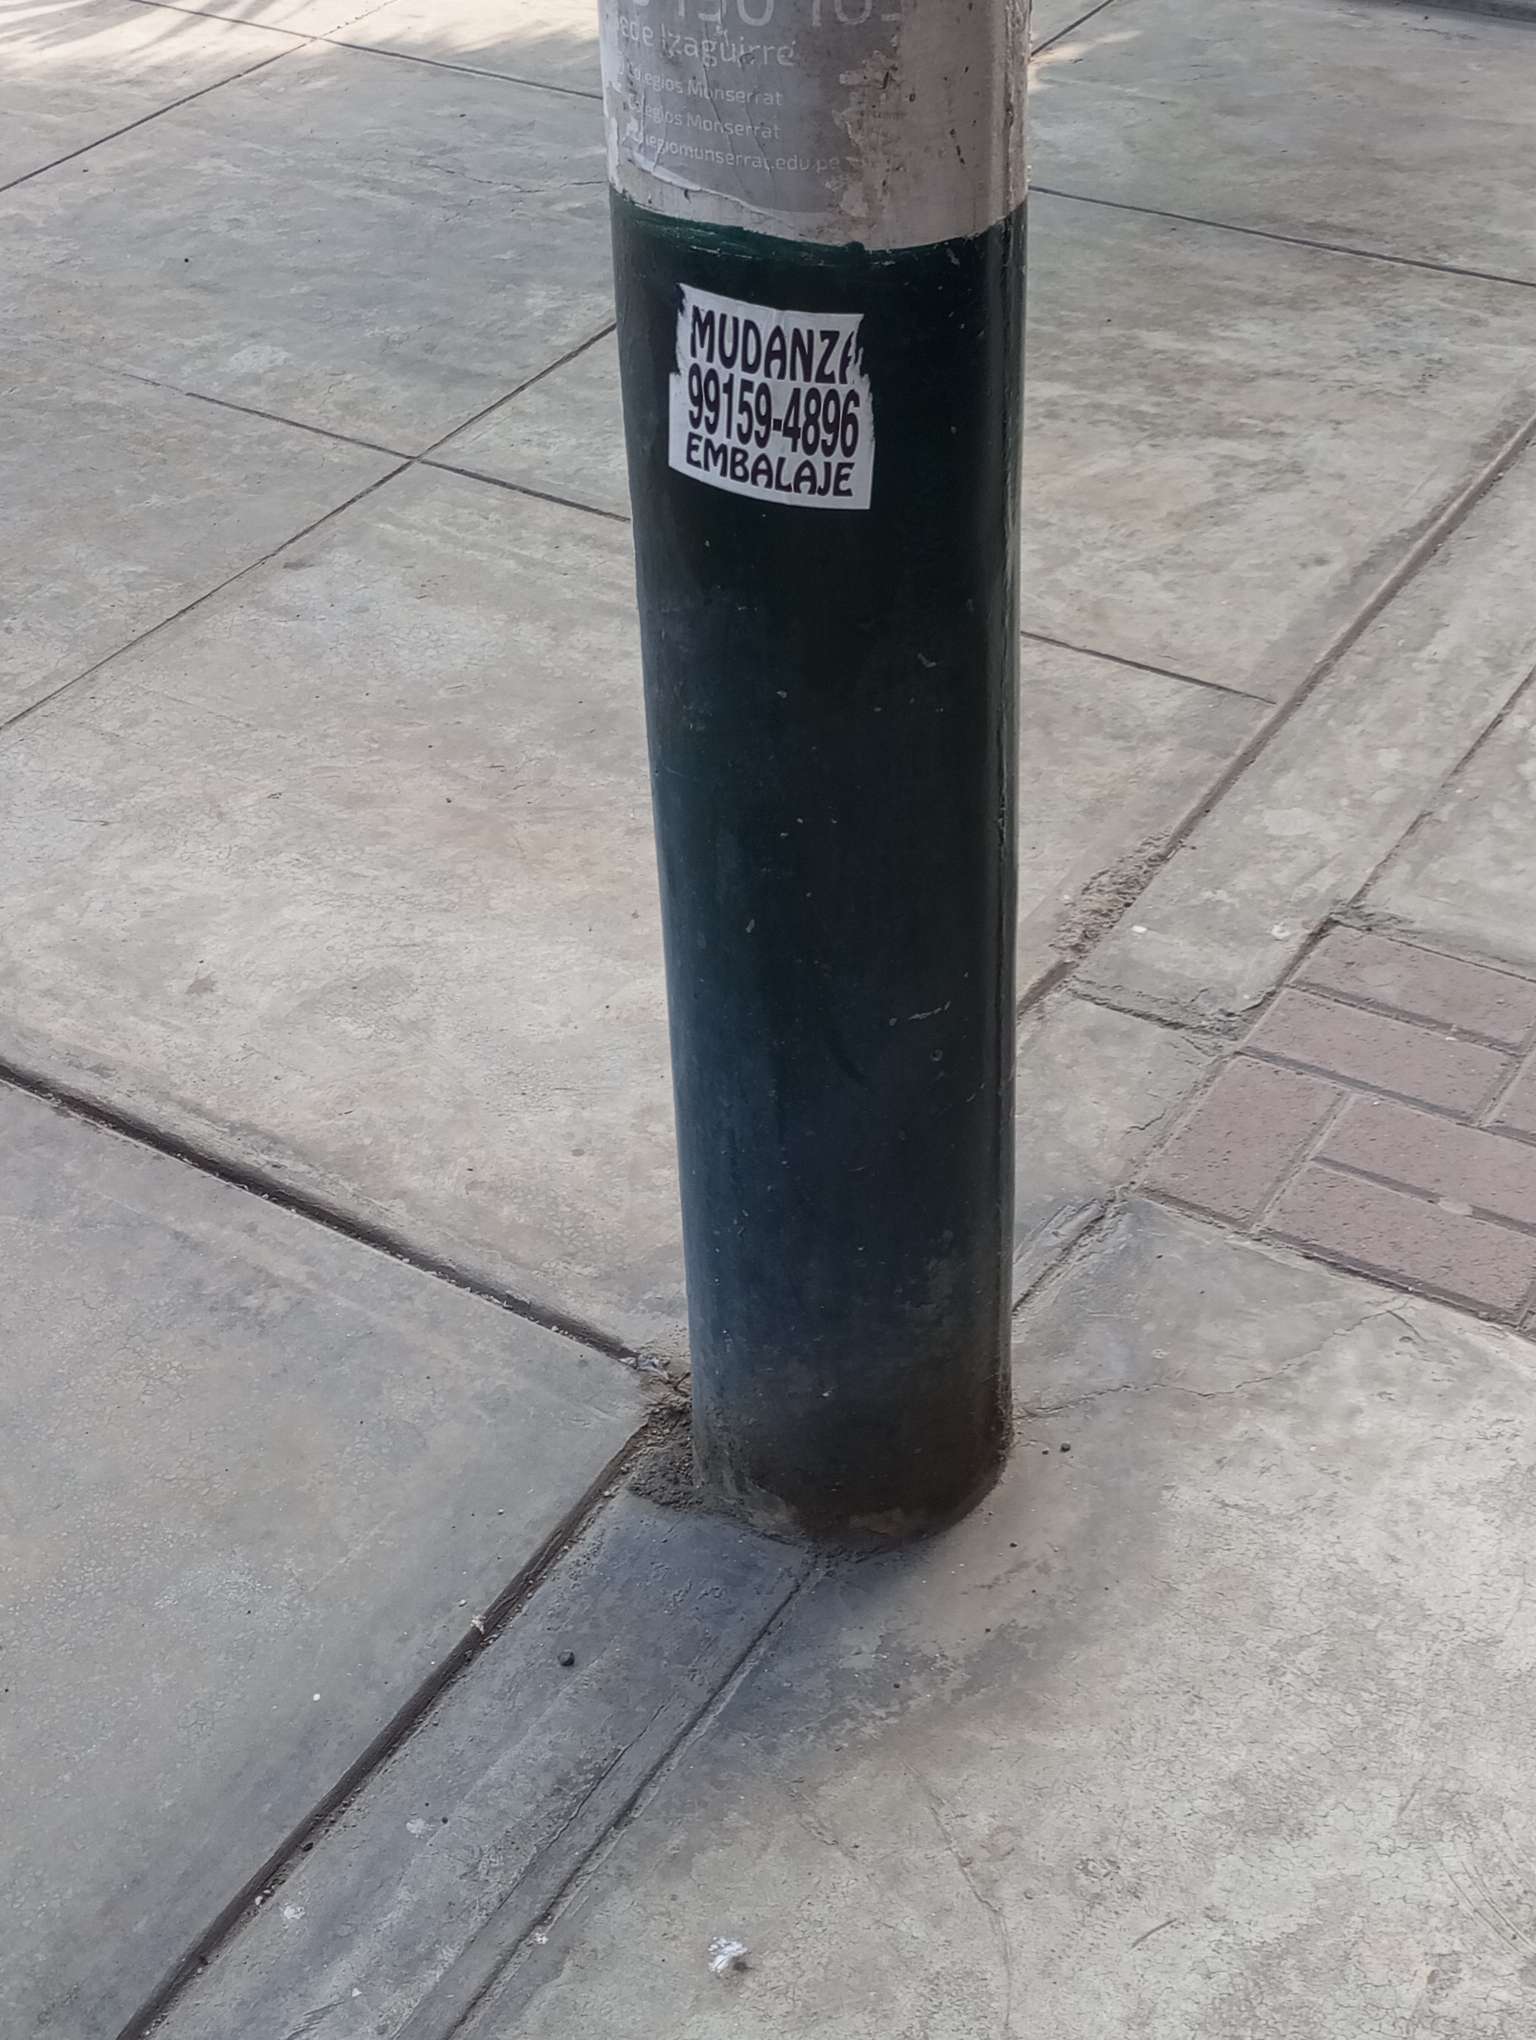 Izaguirre
Colegios Monserrat
Colegios Monserrat
MUDANZA
99159-4896
EMBALAJE